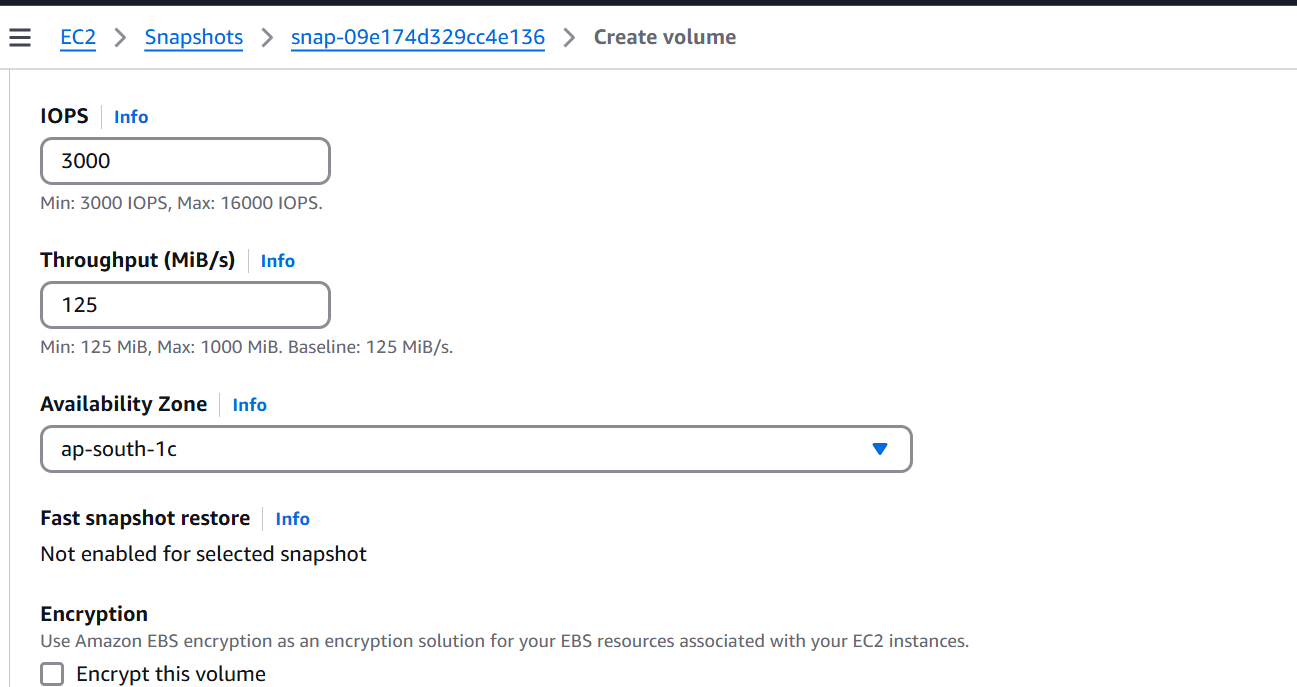 EC2 > Snapshots > snap-09e174d329cc4e136 > Create volume
IOPS | Info
3000
Min: 3000 IOPS, Max: 16000 IOPS.
Throughput (MiB/s) | Info
125
Min: 125 MiB, Max: 1000 MiB. Baseline: 125 MiB/s.
Availability Zone | Info
ap-south-1c
Fast snapshot restore | Info
Not enabled for selected snapshot
Encryption
Use Amazon EBS encryption as an encryption solution for your EBS resources associated with your EC2 instances.
Encrypt this volume